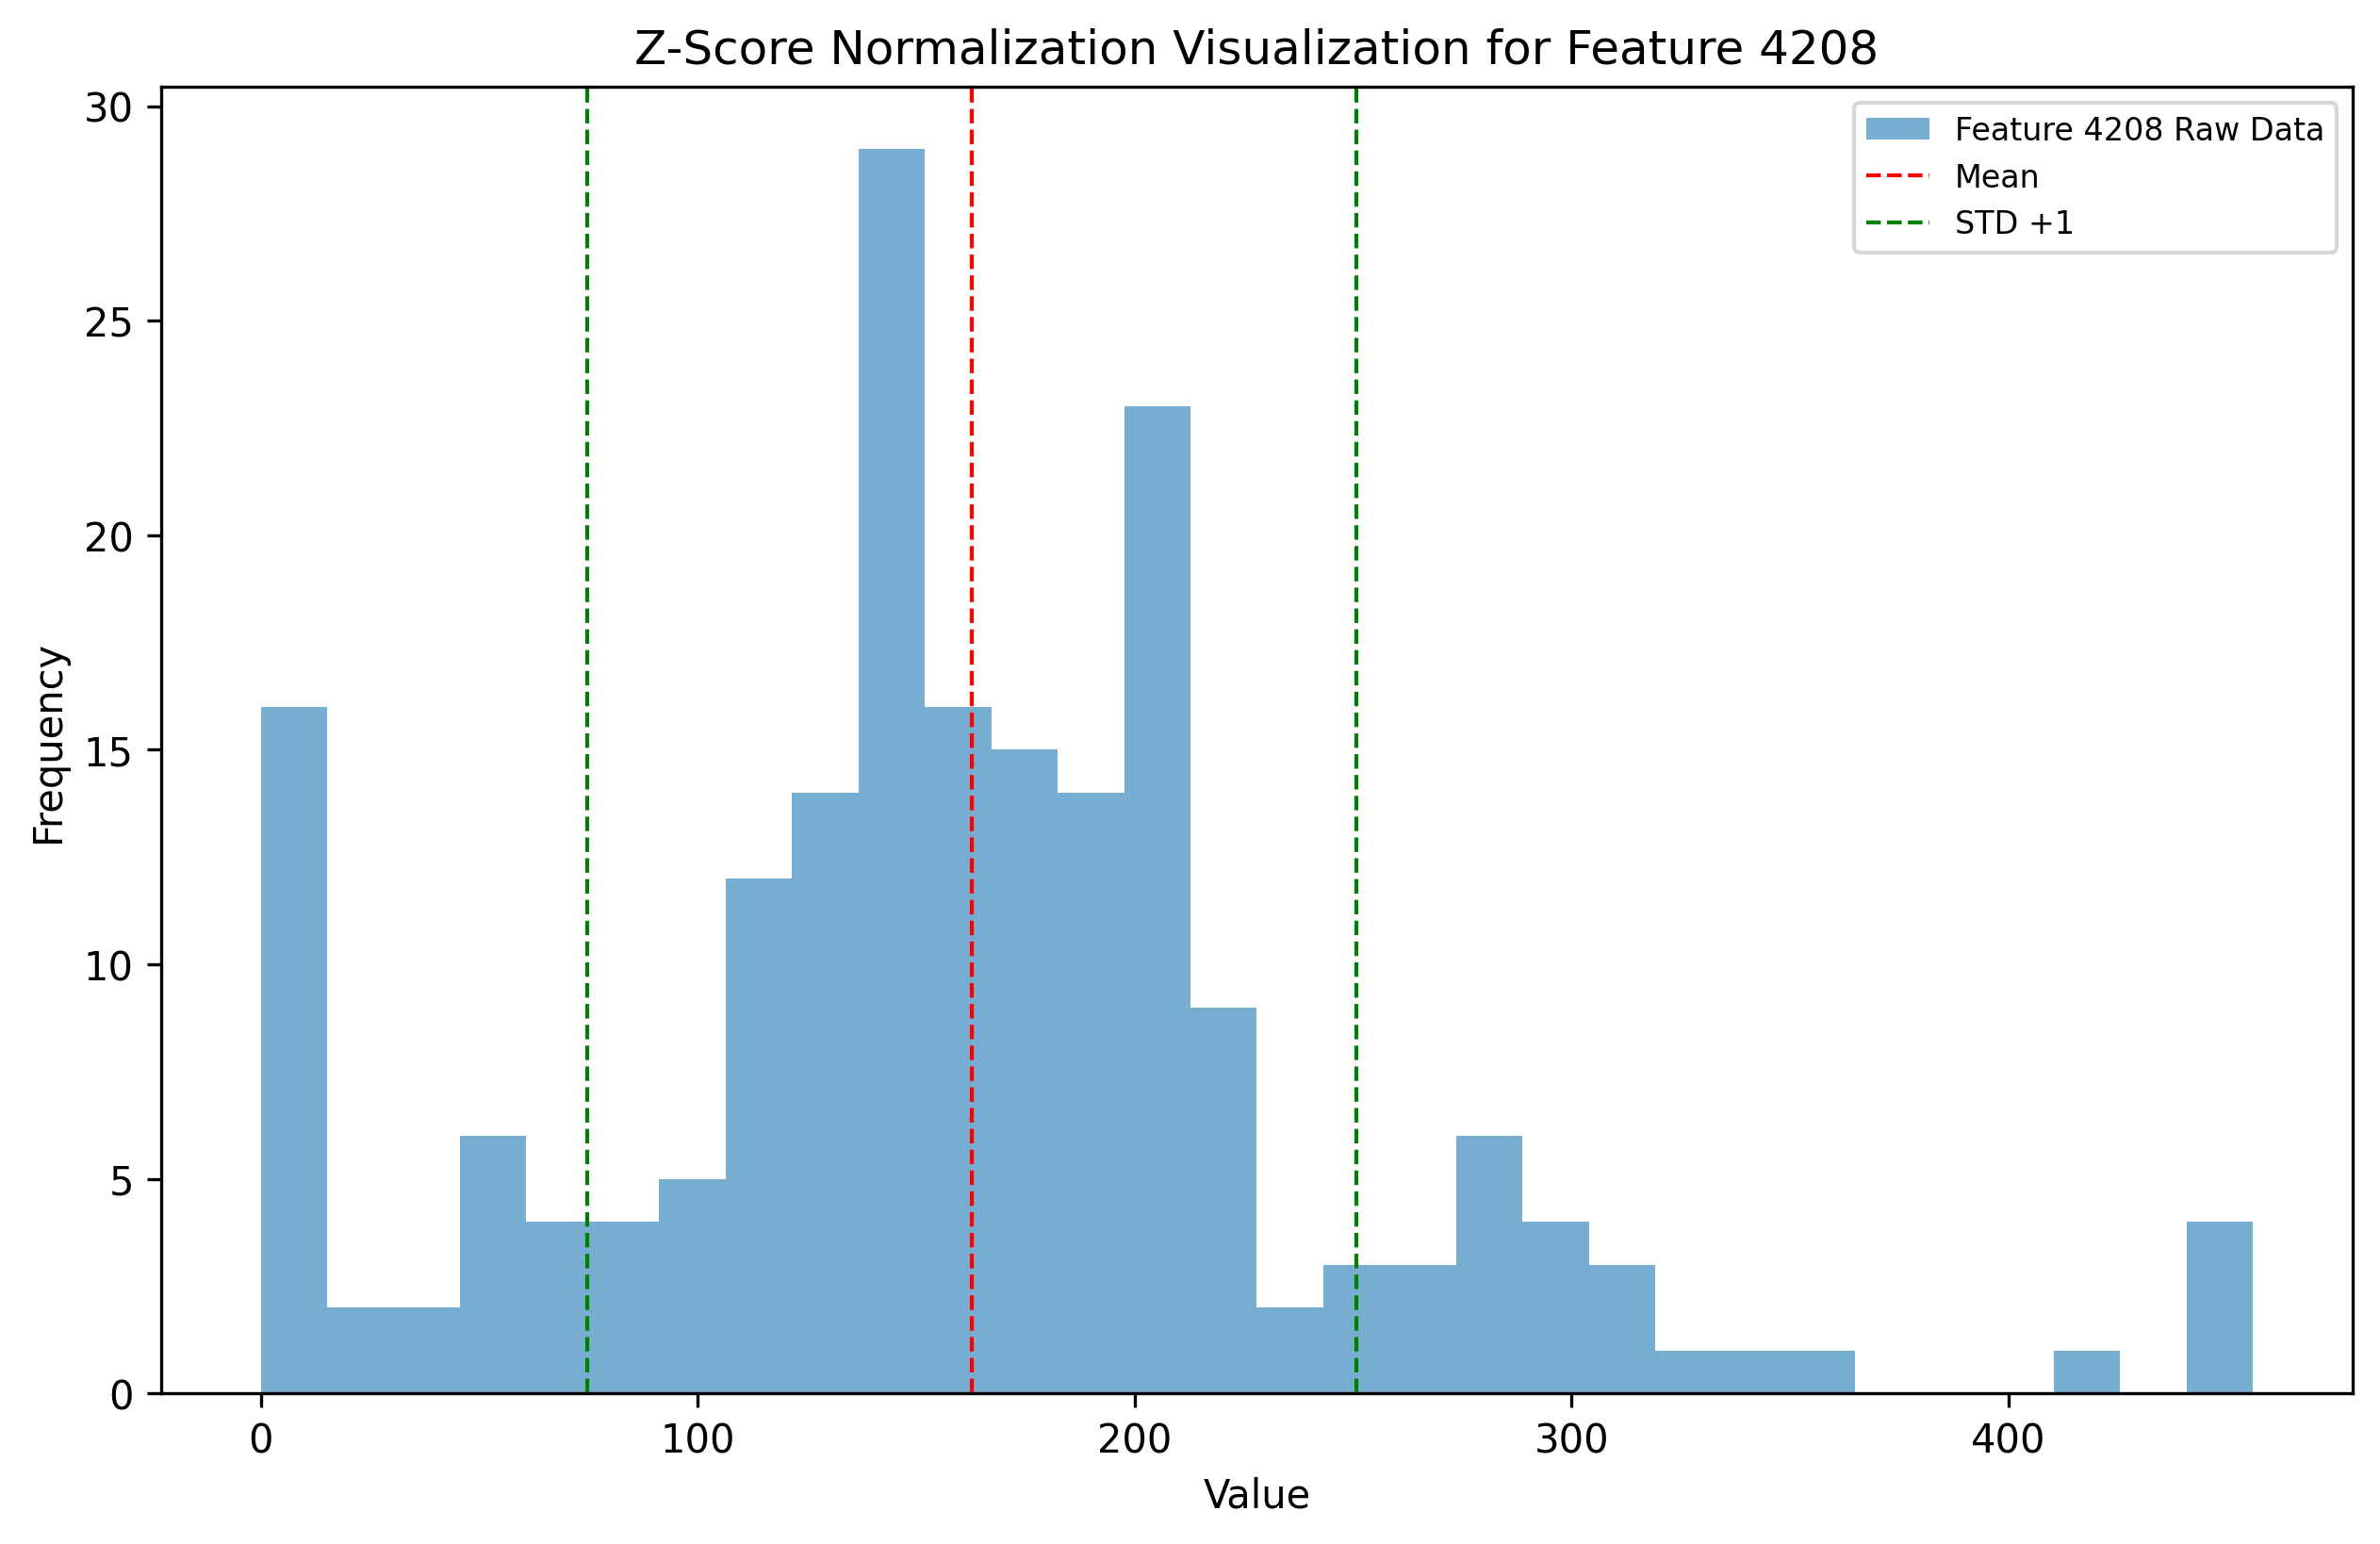 Z-Score Normalization Visualization for Feature 4208
Feature 4208 Raw Data
Mean
STD +1
30
25
20
15
10
5
0
Frequency
0 100 200 300 400
Value